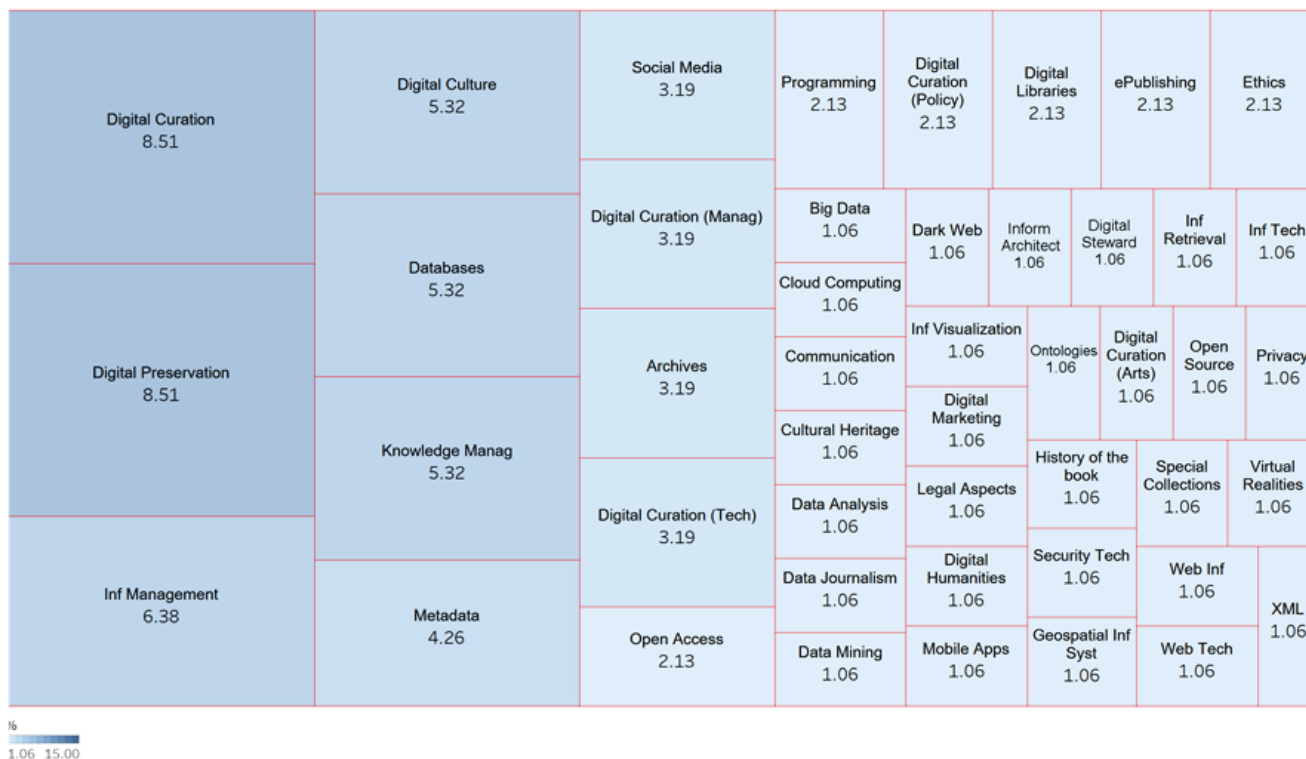 Digital Curation
8.51
Digital Preservation
8.51
Inf Management
6.38
Digital Culture
5.32
Databases
5.32
Knowledge Manag
5.32
Metadata
4.26
Social Media
3.19
Digital Curation (Manag)
3.19
Archives
3.19
Digital Curation (Tech)
3.19
Open Access
2.13
Programming
2.13
Digital
Curation
(Policy)
2.13
Digital
Libraries
2.13
ePublishing
2.13
Ethics
2.13
Big Data
1.06
Cloud Computing
1.06
Communication
1.06
Cultural Heritage
1.06
Data Analysis
1.06
Data Journalism
1.06
Data Mining
1.06
Dark Web
1.06
Inform
Architect
1.06
Digital
Steward
1.06
Inf
Retrieval
1.06
Inf Tech
1.06
Inf Visualization
1.06
Digital
Marketing
1.06
Legal Aspects
1.06
Digital
Humanities
1.06
Mobile Apps
1.06
Ontologies
1.06
Digital
Curation
(Arts)
1.06
Open
Source
1.06
Privacy
1.06
History of the
book
1.06
Security Tech
1.06
Geospatial Inf
Syst
1.06
Special
Collections
1.06
Virtual
Realities
1.06
Web Inf
1.06
Web Tech
1.06
XML
1.06
%
1.06 15.00